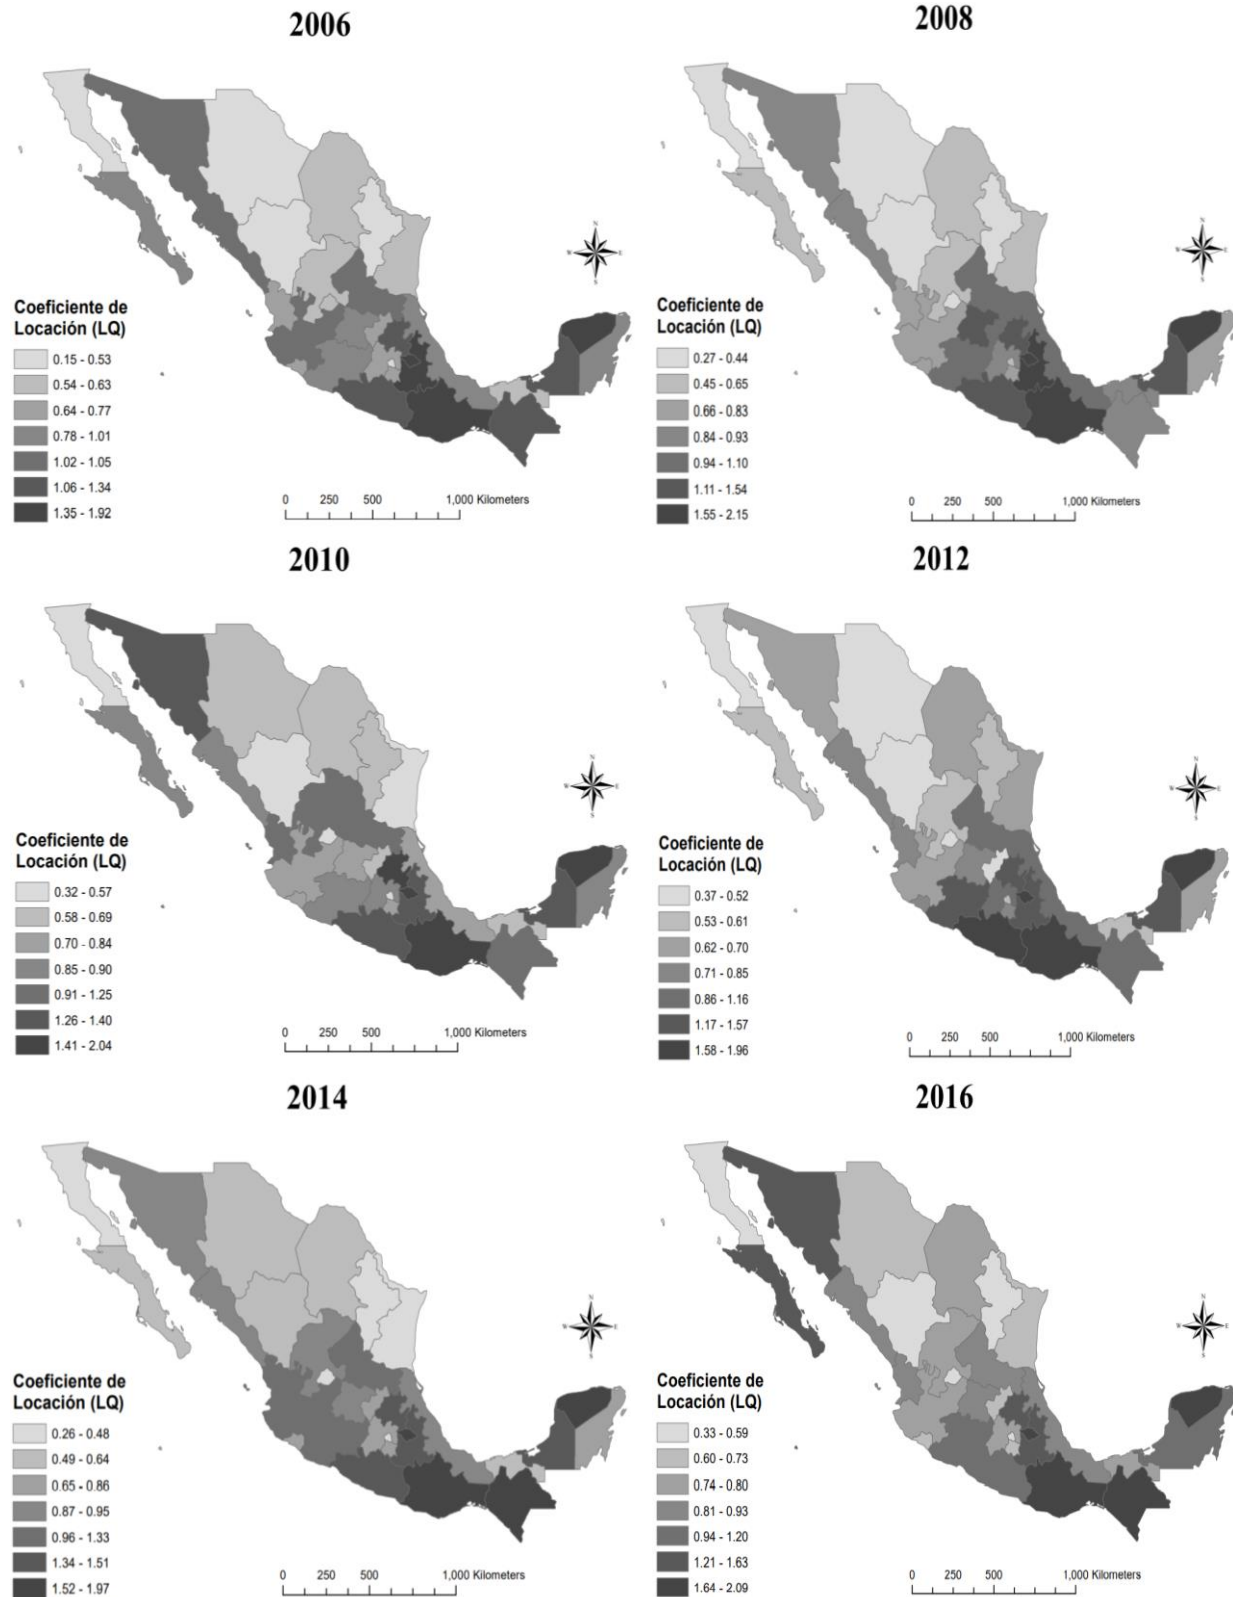 2006
N
W
E
S
Coeficiente de
Locación (LQ)
0.15 - 0.53
0.54 - 0.63
0.64 - 0.77
0.78 - 1.01
1.02 - 1.05
1.06 - 1.34
1.35 - 1.92
0 250 500 1,000 Kilometers
2008
N
W
E
S
Coeficiente de
Locación (LQ)
0.27 - 0.44
0.45 - 0.65
0.66 - 0.83
0.84 - 0.93
0.94 - 1.10
1.11 - 1.54
1.55 - 2.15
0 250 500 1,000 Kilometers
2010
N
W
E
S
Coeficiente de
Locación (LQ)
0.32 - 0.57
0.58 - 0.69
0.70 - 0.84
0.85 - 0.90
0.91 - 1.25
1.26 - 1.40
1.41 - 2.04
0 250 500 1,000 Kilometers
2012
N
W
E
S
Coeficiente de
Locación (LQ)
0.37 - 0.52
0.53 - 0.61
0.62 - 0.70
0.71 - 0.85
0.86 - 1.16
1.17 - 1.57
1.58 - 1.96
0 250 500 1,000 Kilometers
2014
N
W
E
S
Coeficiente de
Locación (LQ)
0.26 - 0.48
0.49 - 0.64
0.65 - 0.86
0.87 - 0.95
0.96 - 1.33
1.34 - 1.51
1.52 - 1.97
0 250 500 1,000 Kilometers
2016
N
W
E
S
Coeficiente de
Locación (LQ)
0.33 - 0.59
0.60 - 0.73
0.74 - 0.80
0.81 - 0.93
0.94 - 1.20
1.21 - 1.63
1.64 - 2.09
0 250 500 1,000 Kilometers